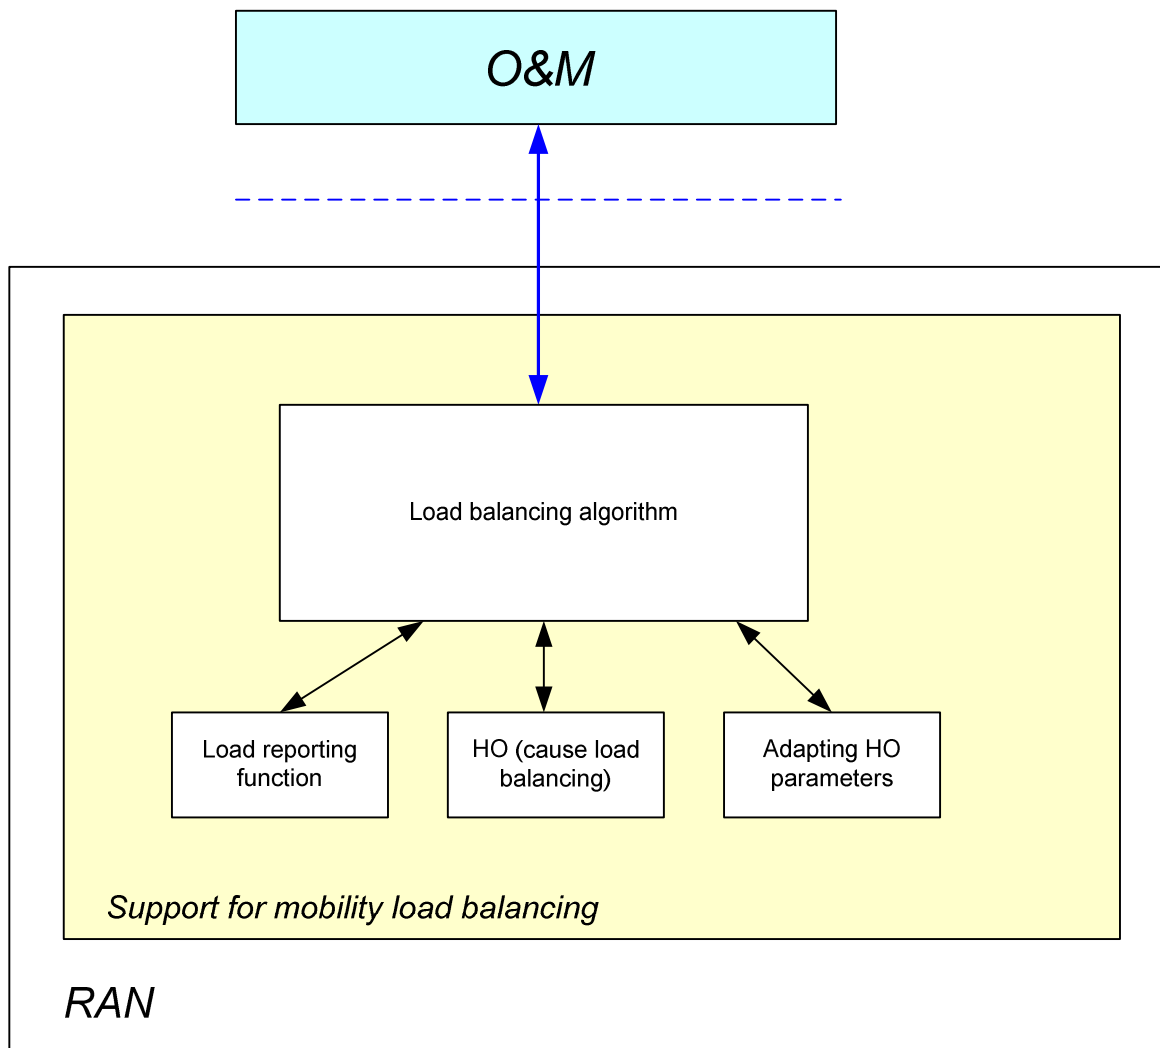 O&M
Load balancing algorithm
Load reporting
function
HO (cause load
balancing)
Adapting HO
parameters
Support for mobility load balancing
RAN